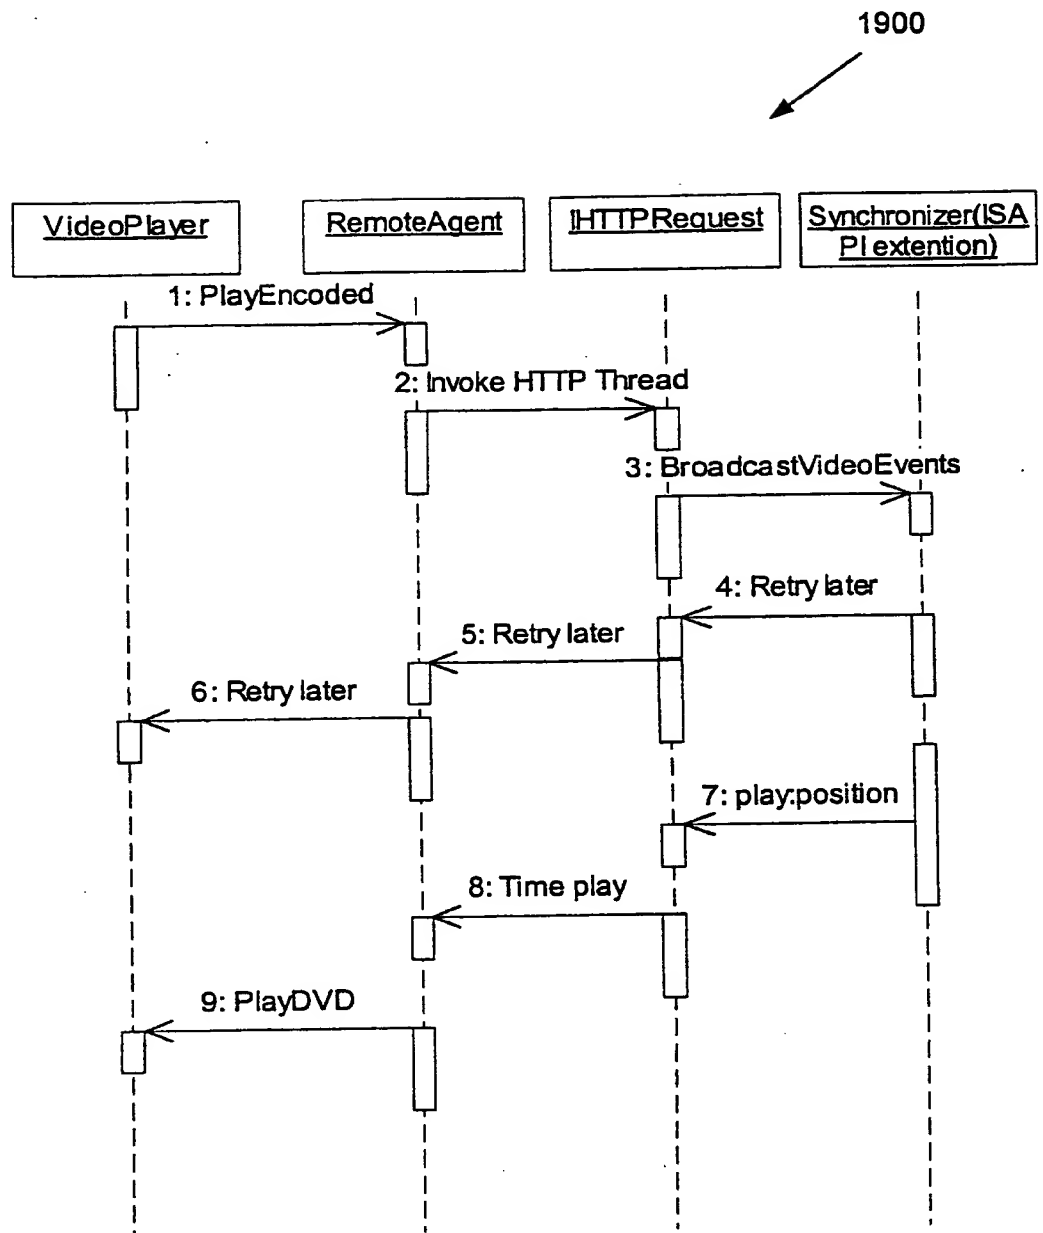 1900
VideoPlayer
RemoteAgent
IHTTPRequest
Synchronizer(ISA
PI extention)
1: PlayEncoded
2: Invoke HTTP Thread
3: BroadcastVideoEvents
4: Retry later
5: Retry later
6: Retry later
7: play:position
8: Time play
9: PlayDVD